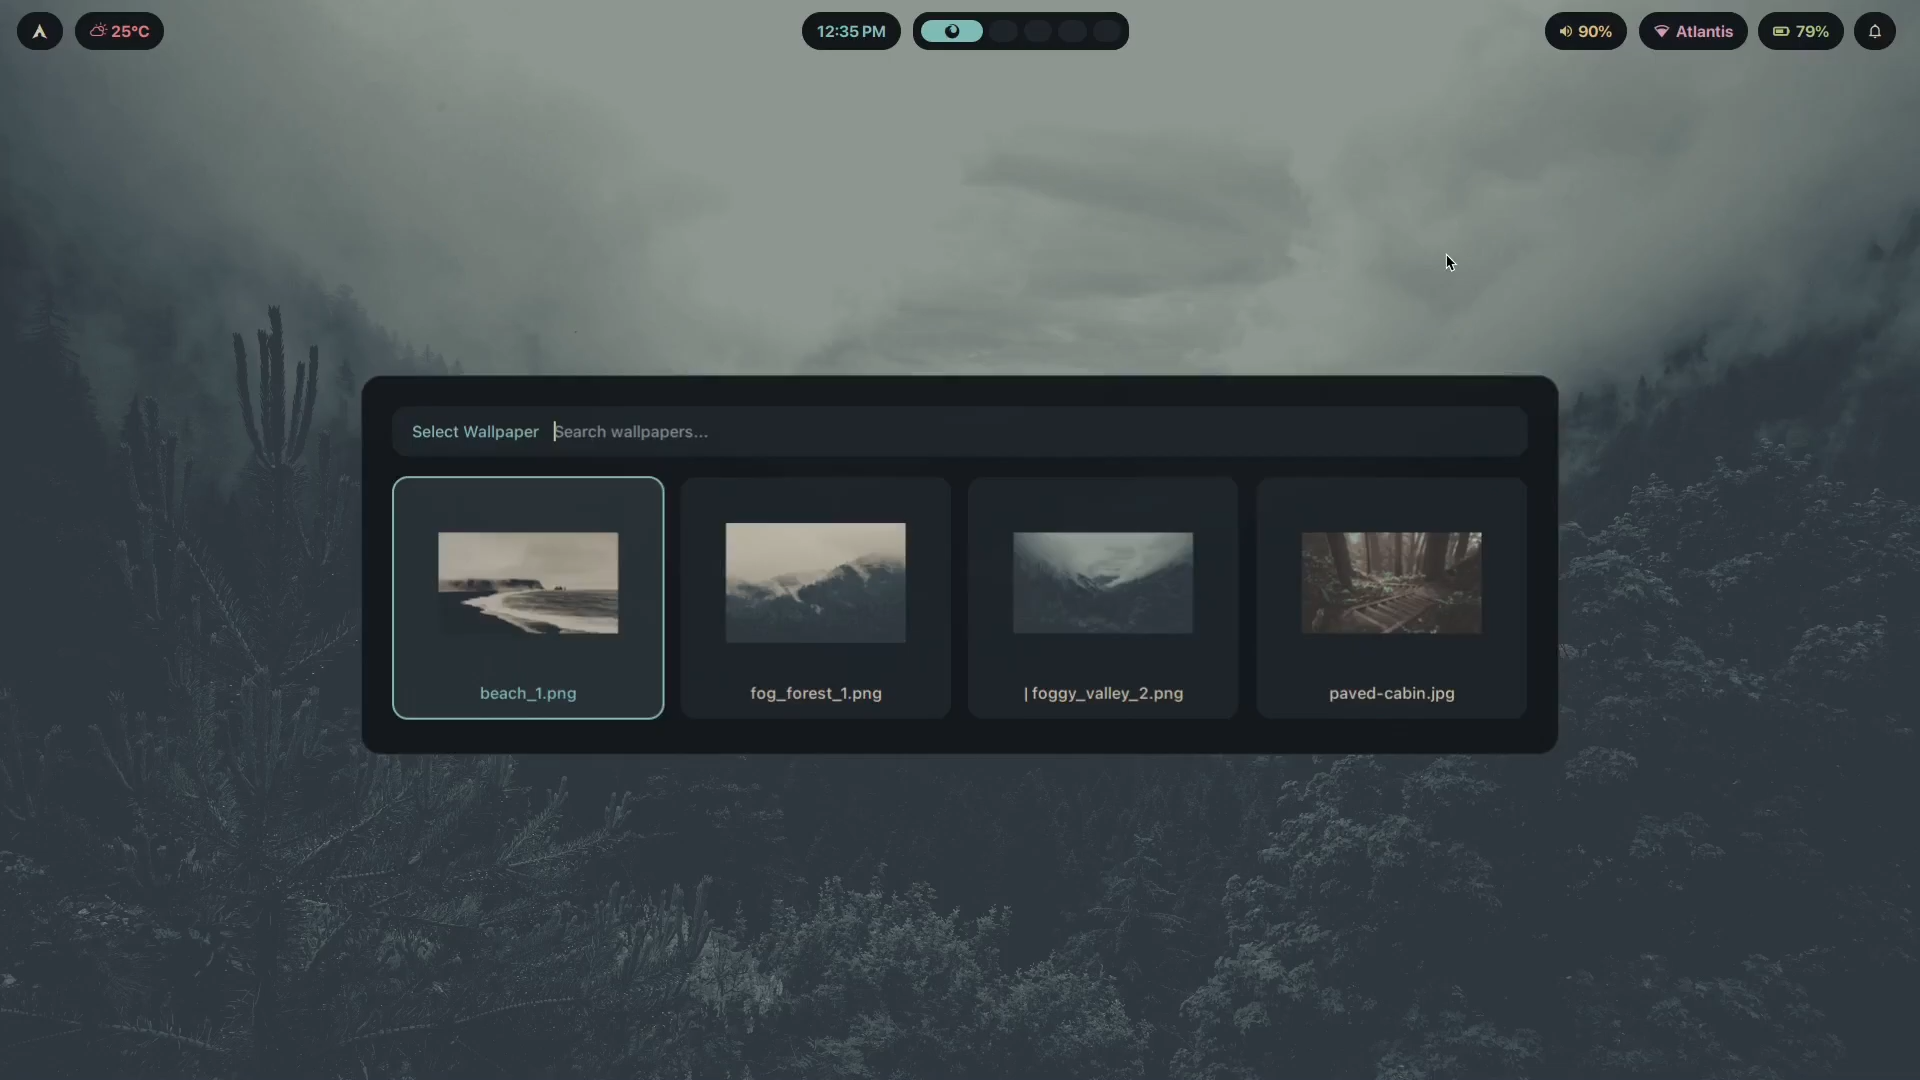 25°C
12:35 PM
90%
Atlantis
79%
Select Wallpaper Search wallpapers...
beach_1.png
fog_forest_1.png
| foggy_valley_2.png
paved-cabin.jpg